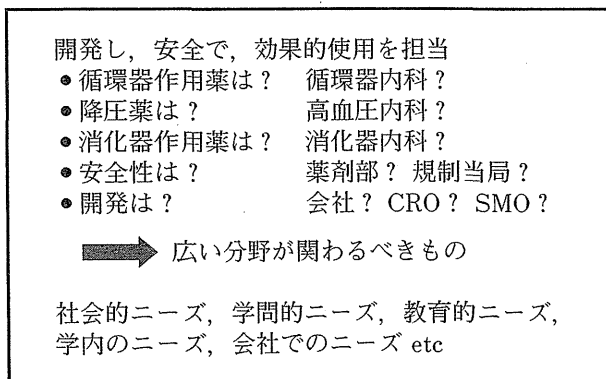 開発し，安全で，効果的使用を担当
●循環器作用薬は？ 循環器内科？
●降圧薬は？ 高血圧内科？
●消化器作用薬は？ 消化器内科？
●安全性は？ 薬剤部？ 規制当局？
●開発は？ 会社？ CRO？ SMO？
広い分野が関わるべきもの
社会的ニーズ，学問的ニーズ，教育的ニーズ，
学内のニーズ，会社でのニーズ etc